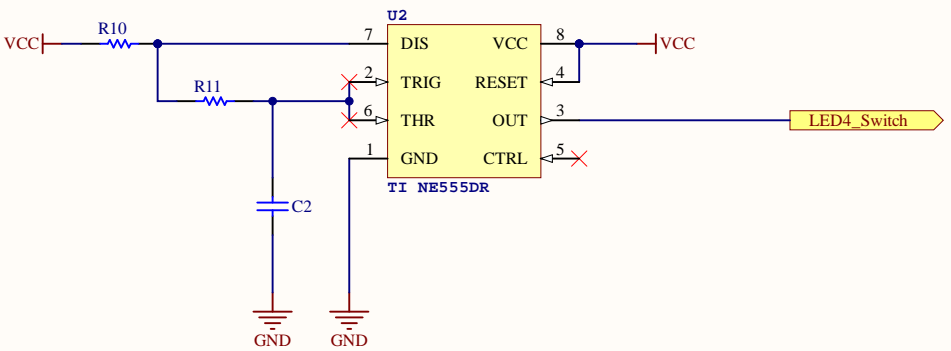 U2
R10
VCC
7 DIS VCC 8
VCC
2 TRIG RESET 4
R11
6 THR OUT 3
LED4_Switch
1 GND CTRL 5
TI NE555DR
C2
GND
GND